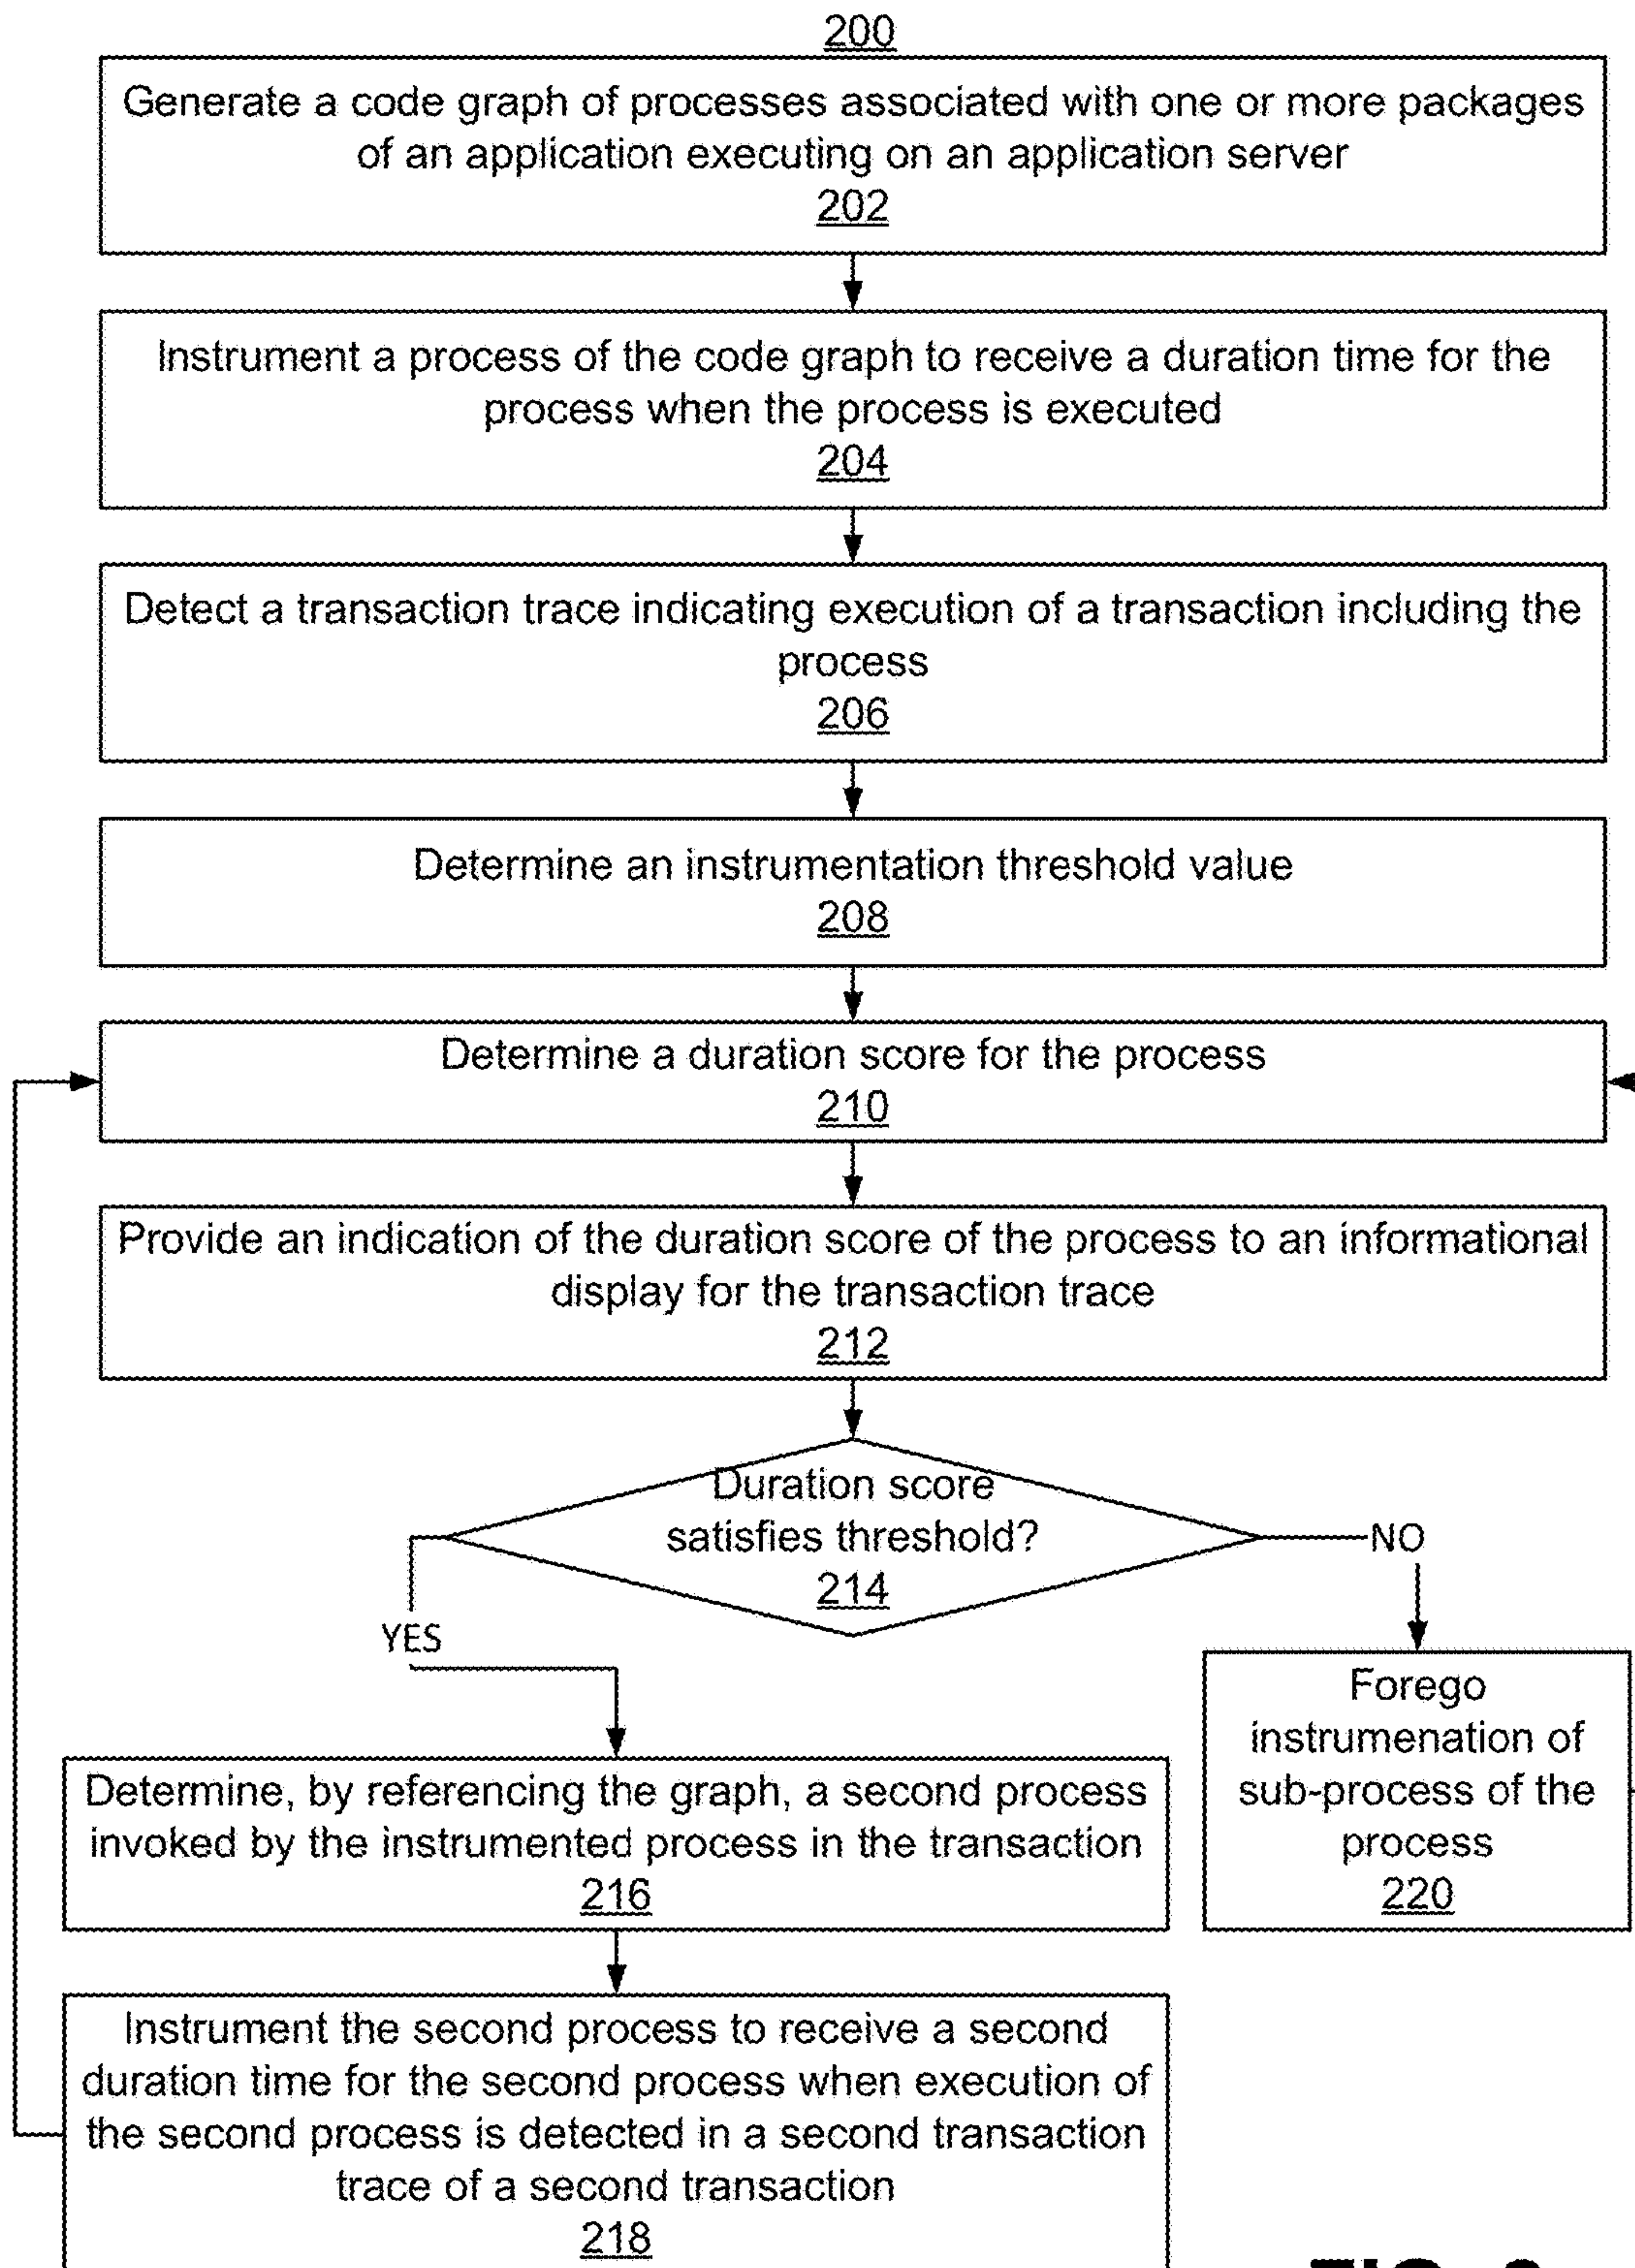 200
Generate a code graph of processes associated with one or more packages
of an application executing on an application server
202
Instrument a process of the code graph to receive a duration time for the
process when the process is executed
204
Detect a transaction trace indicating execution of a transaction including the
process
206
Determine an instrumentation threshold value
208
Determine a duration score for the process
210
Provide an indication of the duration score of the process to an informational
display for the transaction trace
212
Duration score
satisfies threshold?
214
YES
NO
Determine, by referencing the graph, a second process
invoked by the instrumented process in the transaction
216
Forego
instrumenation of
sub-process of the
process
220
Instrument the second process to receive a second
duration time for the second process when execution of
the second process is detected in a second transaction
trace of a second transaction
218